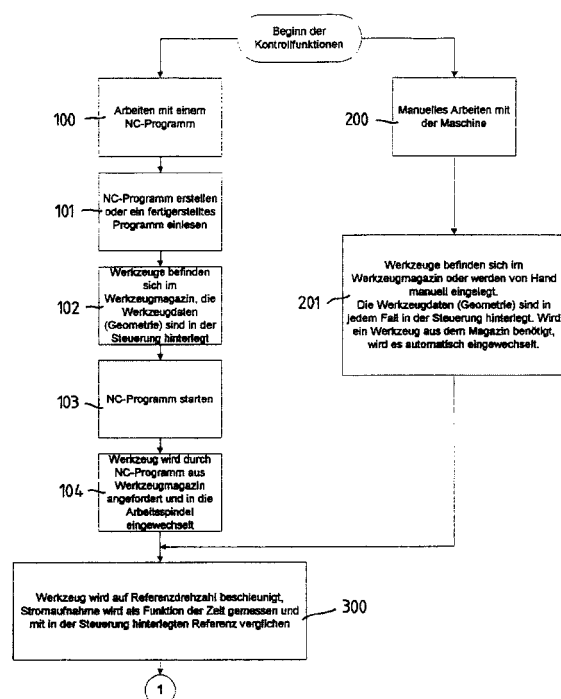 Beginn der
Kontrollfunktionen
100
Arbeiten mit einem
NC-Programm
200
Manuelles Arbeiten mit
der Maschine
101
NC-Programm erstellen
oder ein fertigerstelltes
Programm einlesen
102
Werkzeuge befinden
sich im
Werkzeugmagazin, die
Werkzeugdaten
(Geometrie) sind in der
Steuerung hinterlegt
201
Werkzeuge befinden sich im
Werkzeugmagazin oder werden von Hand
manuell eingelegt.
Die Werkzeugdaten (Geometrie) sind in
jedem Fall in der Steuerung hinterlegt. Wird
ein Werkzeug aus dem Magazin benötigt,
wird es automatisch eingewechselt.
103
NC-Programm starten
104
Werkzeug wird durch
NC-Programm aus
Werkzeugmagazin
angefordert und in die
Arbeitsspindel
eingewechselt
Werkzeug wird auf Referenzdrehzahl beschleunigt,
Stromaufnahme wird als Funktion der Zeit gemessen und
mit in der Steuerung hinterlegten Referenz verglichen
300
1